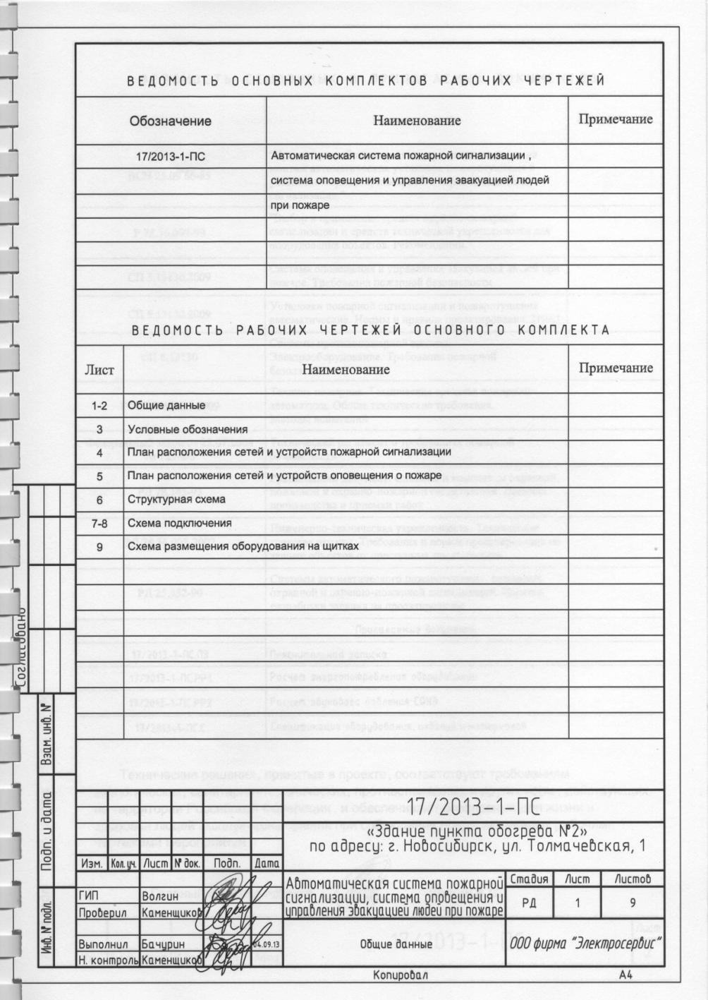 ВЕДОМОСТЬ ОСНОВНЫХ КОМПЛЕКТОВ РАБОЧИХ ЧЕРТЕЖЕЙ
Обозначение Наименование Примечание
17/2013-1-ПС Автоматическая система пожарной сигнализации ,
система оповещения и управления эвакуацией людей
при пожаре
ВЕДОМОСТЬ РАБОЧИХ ЧЕРТЕЖЕЙ ОСНОВНОГО КОМПЛЕКТА
Лист Наименование Примечание
1-2 Общие данные
3 Условные обозначения
4 План расположения сетей и устройств пожарной сигнализации
5 План расположения сетей и устройств оповещения о пожаре
6 Структурная схема
7-8 Схема подключения
9 Схема размещения оборудования на щитках
Согласовано
Взам. инв. №
Подп. и дата
Инв. № подл.
17/2013-1-ПС
«Здание пункта обогрева №2»
по адресу: г. Новосибирск, ул. Толмачевская, 1
Изм. Кол. уч. Лист № док. Подп. Дата
ГИП Волгин
Проверил Каменщиков
Выполнил Бачурин 04.09.13
Н. контроль Каменщиков
Автоматическая система пожарной
сигнализации, система оповещения и
управления эвакуацией людей при пожаре
Стадия Лист Листов
РД 1 9
Общие данные
ООО фирма "Электросервис"
Копировал А4